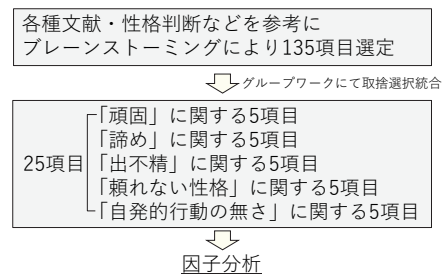 各種文献・性格判断などを参考に
ブレーンストーミングにより135項目選定
グループワークにて取捨選択統合
「頑固」に関する5項目
「諦め」に関する5項目
25項目「出不精」に関する5項目
「頼れない性格」に関する5項目
「自発的行動の無さ」に関する5項目
因子分析